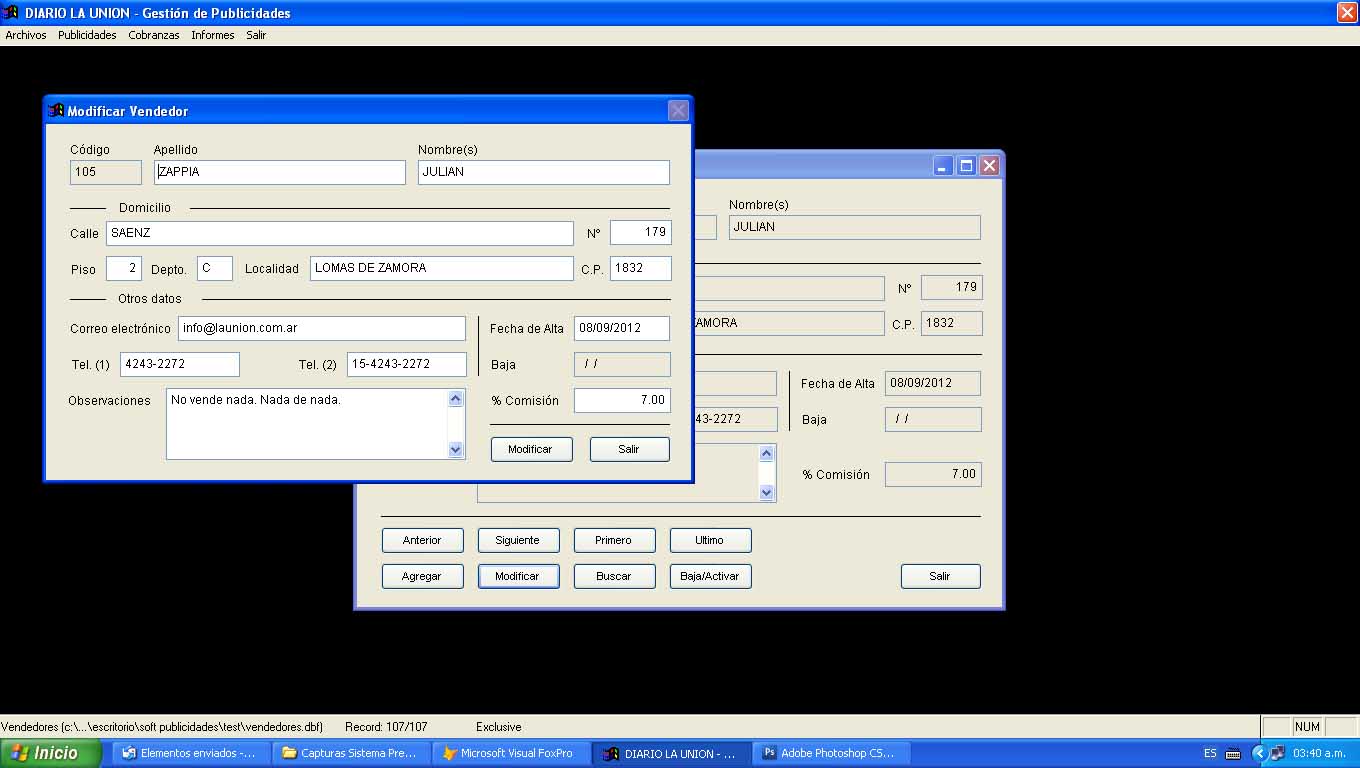 DIARIO LA UNION - Gestión de Publicidades
Archivos Publicidades Cobranzas Informes Salir
Modificar Vendedor
Código Apellido Nombre(s)
105 ZAPPIA JULIAN
Domicilio
Calle SAENZ Nº 179
Piso 2 Depto. C Localidad LOMAS DE ZAMORA C.P. 1832
Otros datos
Correo electrónico info@launion.com.ar Fecha de Alta 08/09/2012
Tel. (1) 4243-2272 Tel. (2) 15-4243-2272 Baja / /
Observaciones No vende nada. Nada de nada. % Comisión 7.00
Modificar Salir
Nombre(s)
JULIAN
Nº 179
ZAMORA C.P. 1832
Fecha de Alta 08/09/2012
43-2272 Baja / /
% Comisión 7.00
Anterior Siguiente Primero Ultimo
Agregar Modificar Buscar Baja/Activar Salir
Vendedores (c:\...\escritorio\soft publicidades\test\vendedores.dbf) Record: 107/107 Exclusive NUM
Inicio Elementos enviados -... Capturas Sistema Pre... Microsoft Visual FoxPro DIARIO LA UNION - ... Ps Adobe Photoshop CS... ES 03:40 a.m.